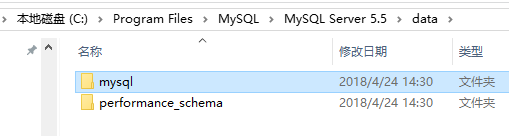 本地磁盘 (C:) > Program Files > MySQL > MySQL Server 5.5 > data >
名称 修改日期 类型
mysql 2018/4/24 14:30 文件夹
performance_schema 2018/4/24 14:30 文件夹